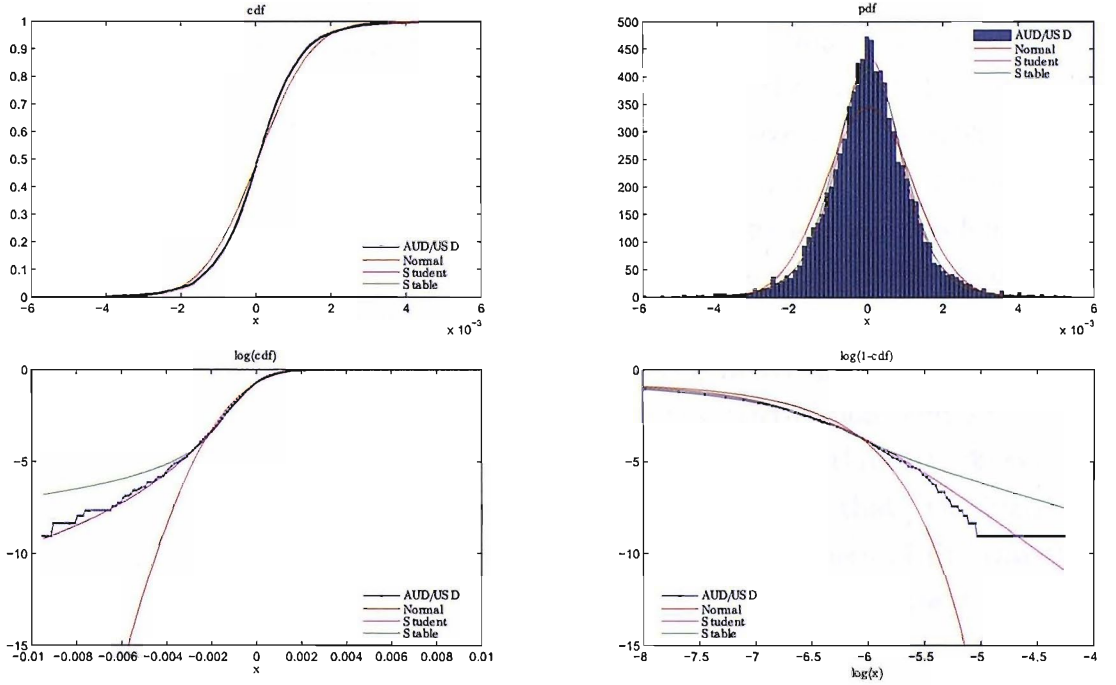 cdf
1
0.9
0.8
0.7
0.6
0.5
0.4
0.3
0.2
0.1
0
AUD/USD
Normal
Student
Stable
-6 -4 -2 0 2 4 6
x
x 10⁻³
pdf
500
450
400
350
300
250
200
150
100
50
0
AUD/USD
Normal
Student
Stable
-6 -4 -2 0 2 4 6
x
x 10⁻³
log(cdf)
0
-5
-10
-15
AUD/USD
Normal
Student
Stable
-0.01 -0.008 -0.006 -0.004 -0.002 0 0.002 0.004 0.006 0.008 0.01
x
log(1-cdf)
0
-5
-10
-15
AUD/USD
Normal
Student
Stable
-8 -7.5 -7 -6.5 -6 -5.5 -5 -4.5 -4
log(x)